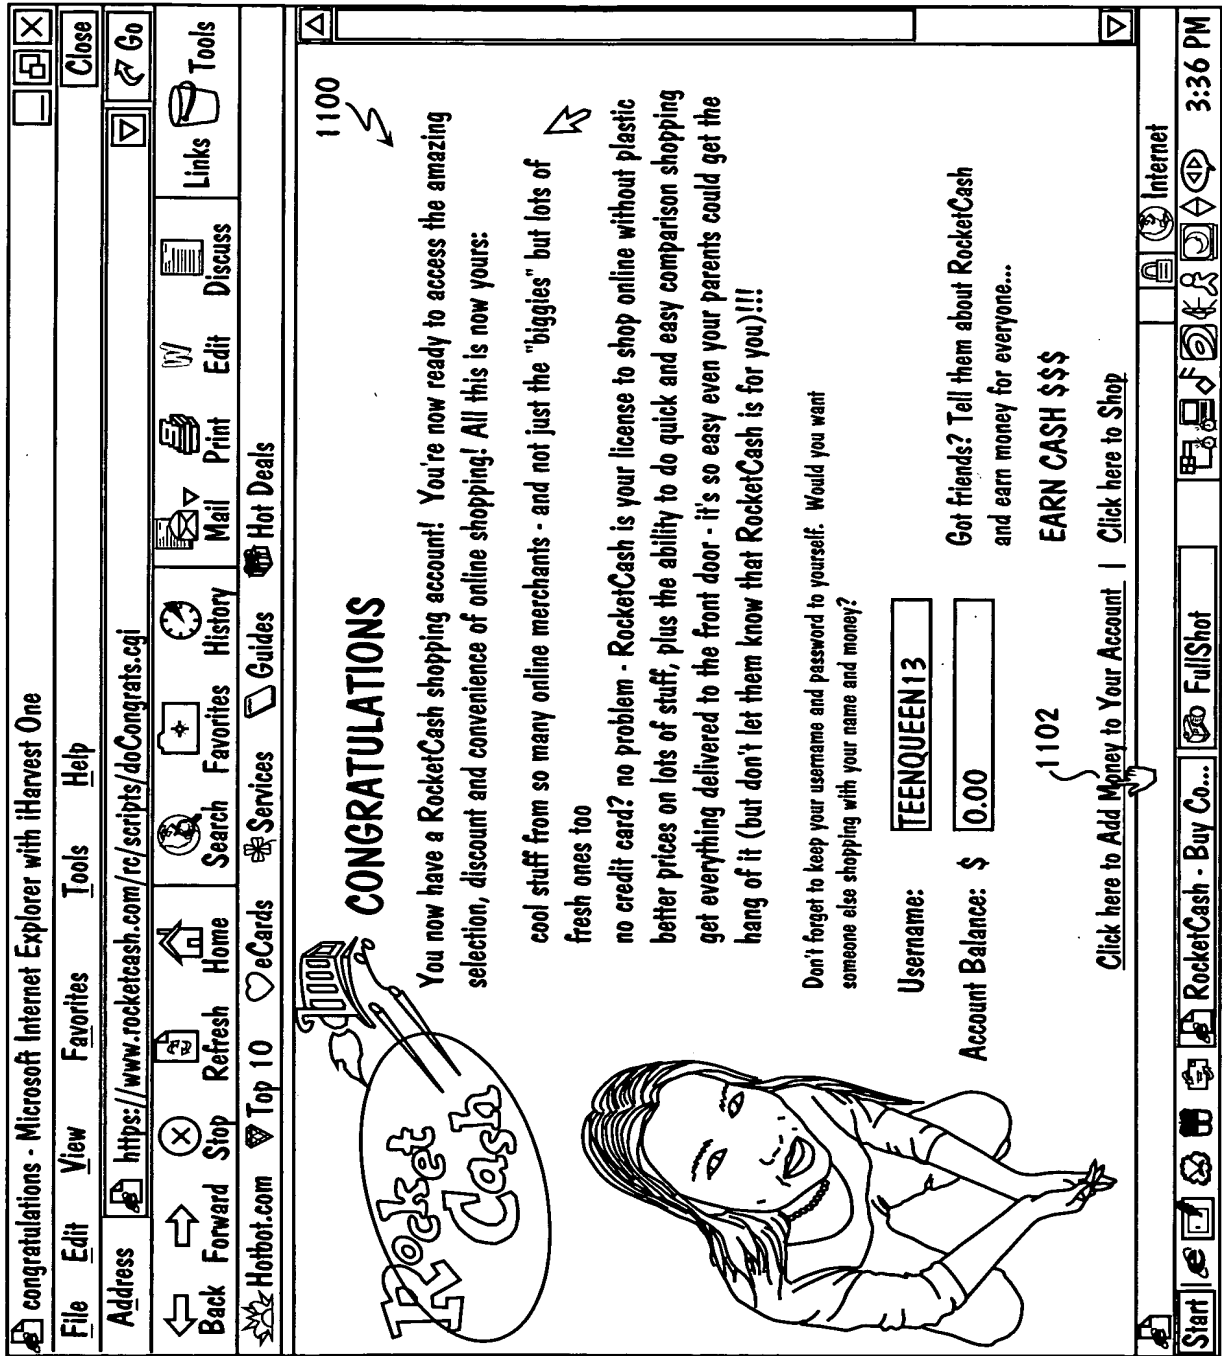 congratulations - Microsoft Internet Explorer with iHarvest One
File Edit View Favorites Tools Help Close
Address https://www.rocketcash.com/rc/scripts/doCongrats.cgi Go
Back Forward Stop Refresh Home Search Favorites History Mail Print Edit Discuss Links Tools
Hotbot.com Top 10 eCards Services Guides Hot Deals
1100
Rocket
Cash
CONGRATULATIONS
You now have a RocketCash shopping account! You're now ready to access the amazing
selection, discount and convenience of online shopping! All this is now yours:
cool stuff from so many online merchants - and not just the "biggies" but lots of
fresh ones too
no credit card? no problem - RocketCash is your license to shop online without plastic
better prices on lots of stuff, plus the ability to do quick and easy comparison shopping
get everything delivered to the front door - it's so easy even your parents could get the
hang of it (but don't let them know that RocketCash is for you)!!!
Don't forget to keep your username and password to yourself. Would you want
someone else shopping with your name and money?
Username: TEENQUEEN13
Account Balance: $ 0.00
Got friends? Tell them about RocketCash
and earn money for everyone...
EARN CASH $$$
1102
Click here to Add Money to Your Account | Click here to Shop
Internet
Start RocketCash - Buy Co... FullShot 3:36 PM